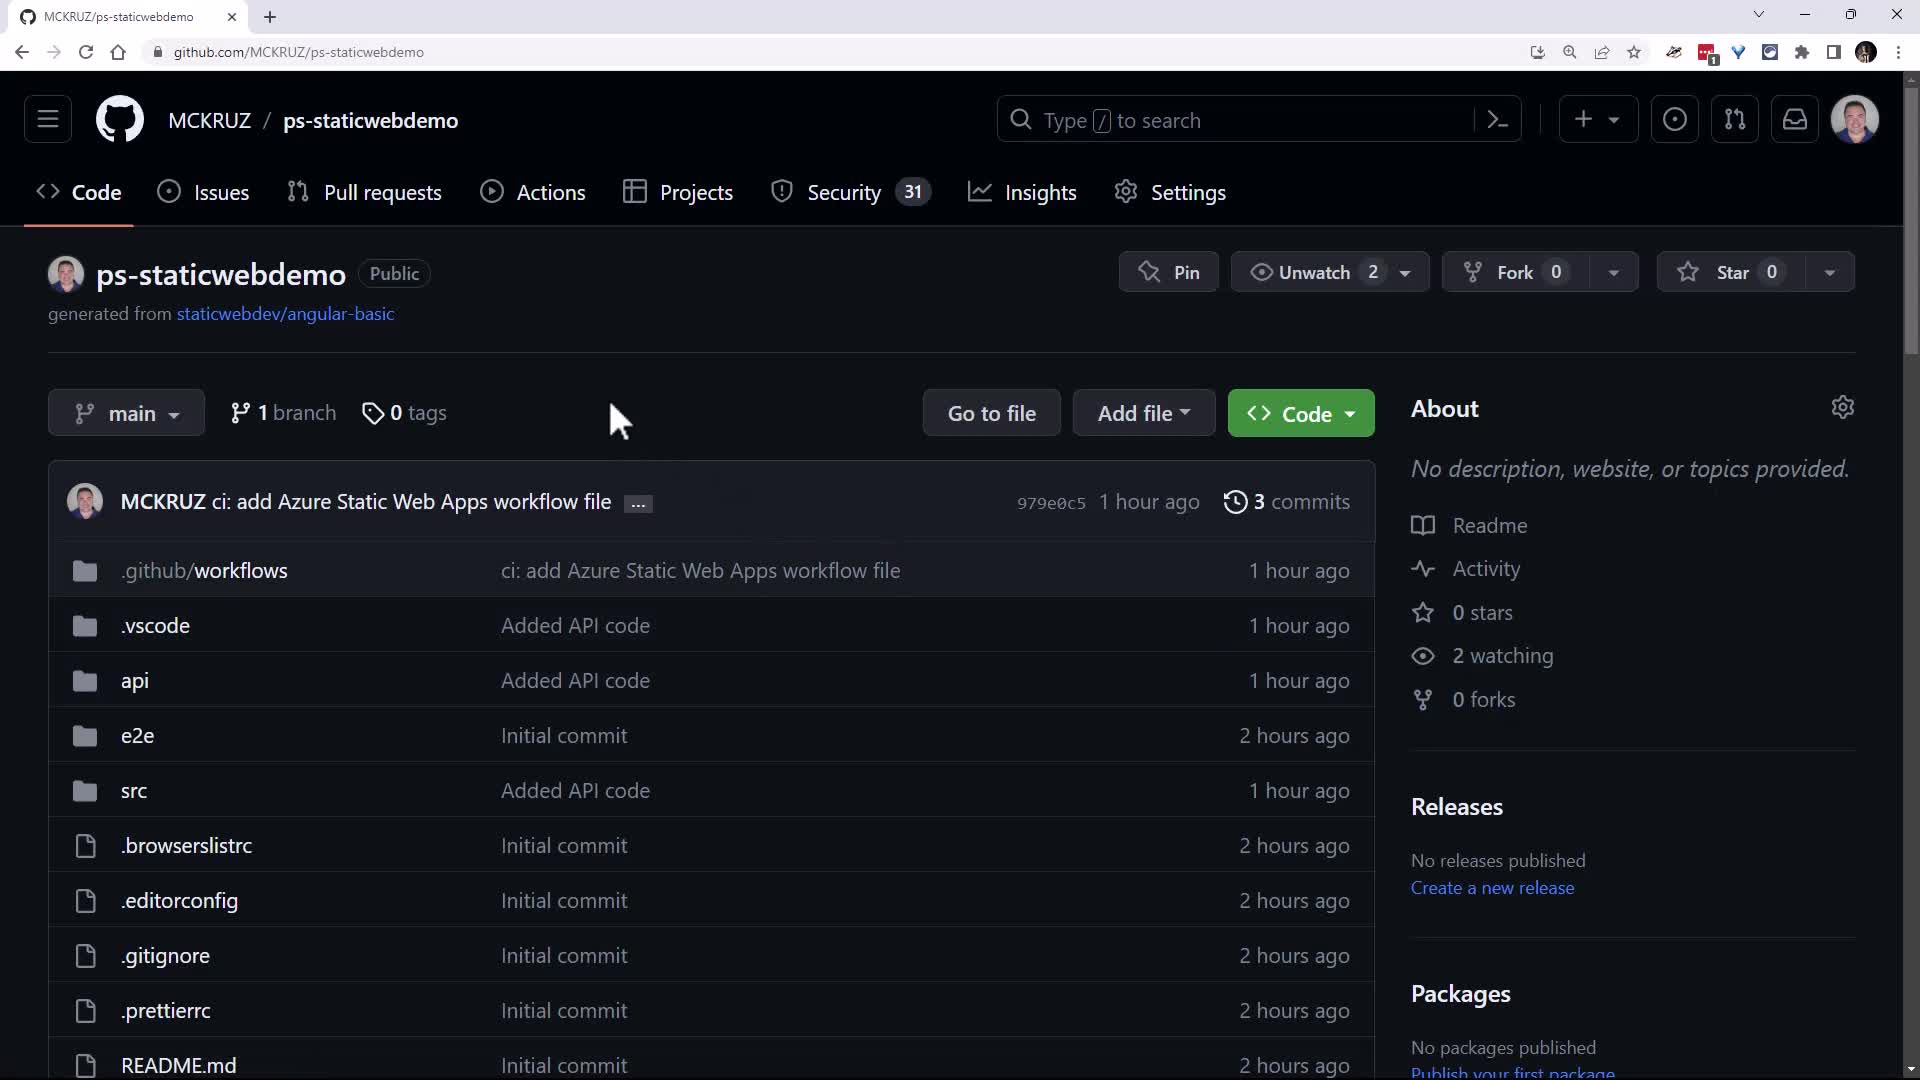 MCKRUZ/ps-staticwebdemo
github.com/MCKRUZ/ps-staticwebdemo
1
MCKRUZ / ps-staticwebdemo
Type / to search
Code
Issues
Pull requests
Actions
Projects
Security 31
Insights
Settings
ps-staticwebdemo Public
Pin
Unwatch 2
Fork 0
Star 0
generated from staticwebdev/angular-basic
main
1 branch
0 tags
Go to file
Add file
Code
About
No description, website, or topics provided.
MCKRUZ ci: add Azure Static Web Apps workflow file ...
979e0c5 1 hour ago 3 commits
.github/workflows ci: add Azure Static Web Apps workflow file 1 hour ago
.vscode Added API code 1 hour ago
api Added API code 1 hour ago
e2e Initial commit 2 hours ago
src Added API code 1 hour ago
.browserslistrc Initial commit 2 hours ago
.editorconfig Initial commit 2 hours ago
.gitignore Initial commit 2 hours ago
.prettierrc Initial commit 2 hours ago
README.md Initial commit 2 hours ago
Readme
Activity
0 stars
2 watching
0 forks
Releases
No releases published
Create a new release
Packages
No packages published
Publish your first package